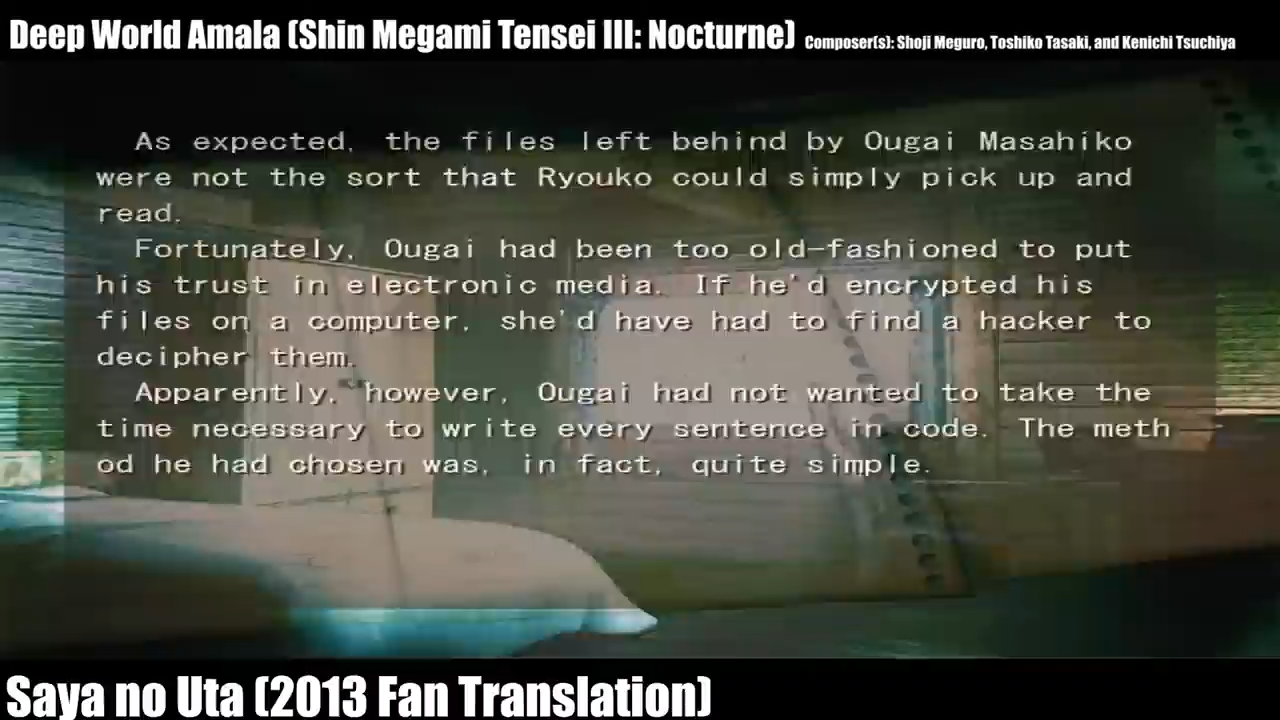 Deep World Amala (Shin Megami Tensei III: Nocturne) Composer(s): Shoji Meguro, Toshiko Tasaki, and Kenichi Tsuchiya
As expected, the files left behind by Ougai Masahiko
were not the sort that Ryouko could simply pick up and
read.
Fortunately, Ougai had been too old-fashioned to put
his trust in electronic media. If he'd encrypted his
files on a computer, she'd have had to find a hacker to
decipher them.
Apparently, however, Ougai had not wanted to take the
time necessary to write every sentence in code. The meth
od he had chosen was, in fact, quite simple.
Saya no Uta (2013 Fan Translation)